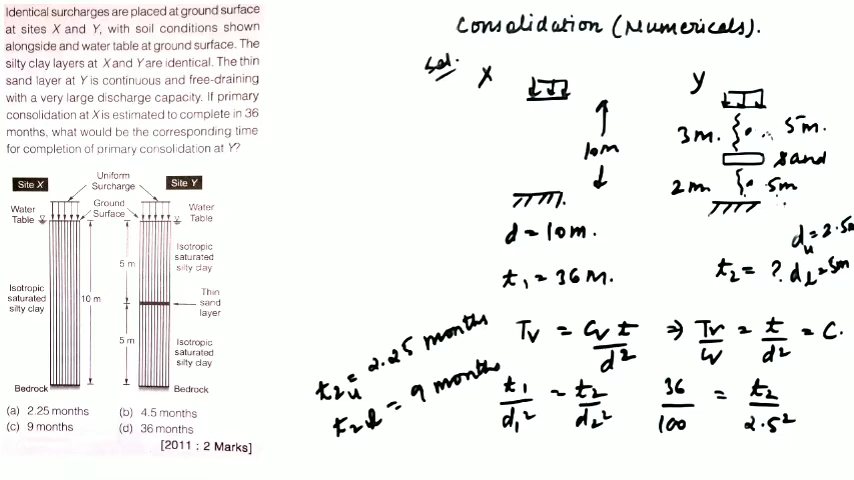 Identical surcharges are placed at ground surface
at sites X and Y, with soil conditions shown
alongside and water table at ground surface. The
silty clay layers at X and Y are identical. The thin
sand layer at Y is continuous and free-draining
with a very large discharge capacity. If primary
consolidation at X is estimated to complete in 36
months, what would be the corresponding time
for completion of primary consolidation at Y?
Site X
Uniform
Surcharge
Site Y
Water
Table
Ground
Surface
Water
Table
Isotropic
saturated
silty clay
5 m
Thin
sand
layer
Isotropic
saturated
silty clay
10 m
5 m
Isotropic
saturated
silty clay
Bedrock
Bedrock
(a) 2.25 months (b) 4.5 months
(c) 9 months (d) 36 months
[2011 : 2 Marks]
Consolidation (Numericals).
Sol.
X
10m
d = 10m.
t1 = 36 M.
Y
3m. 5m.
sand
2m 5m
du = 2.5m
t2 = ? dl = 5m
Tv = Cv t / d² ⇒ Tv / Cv = t / d² = C.
t2u = 2.25 months
t2l = 9 months
t1 / d1² = t2 / d2²
36 / 100 = t2 / 2.5²